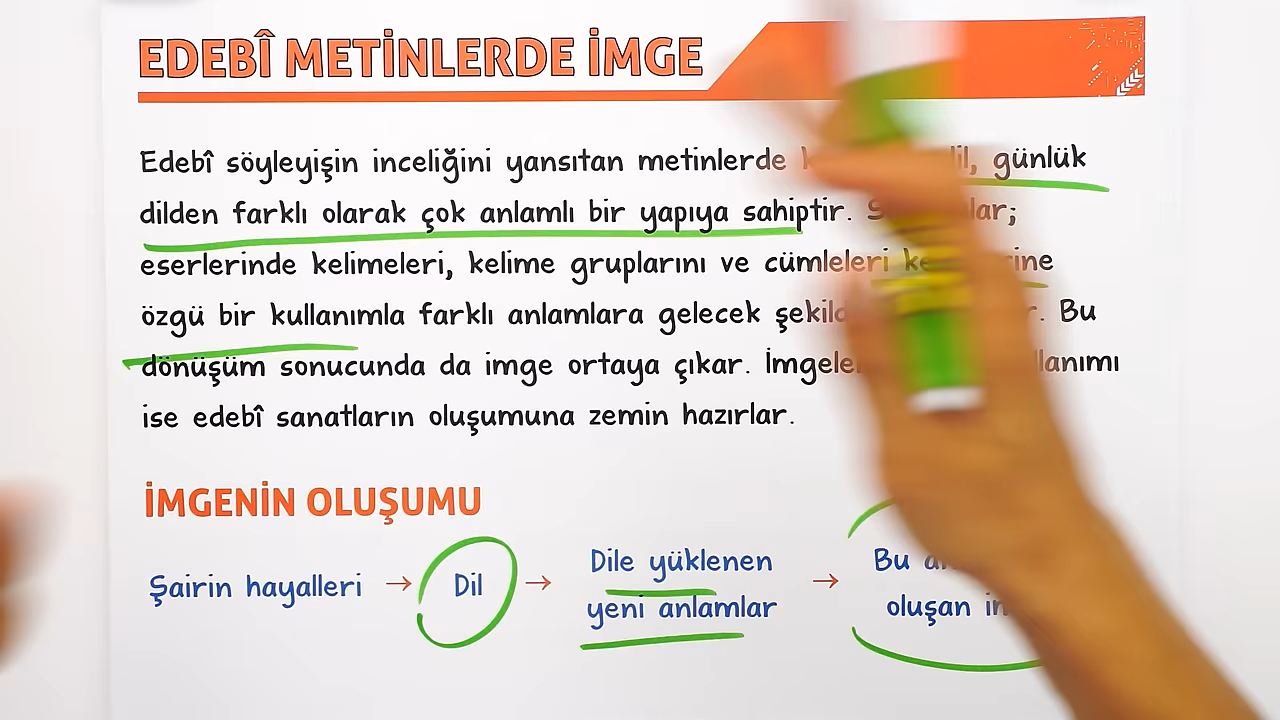 EDEBÎ METİNLERDE İMGE
Edebî söyleyişin inceliğini yansıtan metinlerde günlük
dilden farklı olarak çok anlamlı bir yapıya sahiptir.
eserlerinde kelimeleri, kelime gruplarını ve cümleleri
özgü bir kullanımla farklı anlamlara gelecek Bu
dönüşüm sonucunda da imge ortaya çıkar.
ise edebî sanatların oluşumuna zemin hazırlar.
İMGENİN OLUŞUMU
Şairin hayalleri → Dil → Dile yüklenen → Bu
yeni anlamlar oluşan